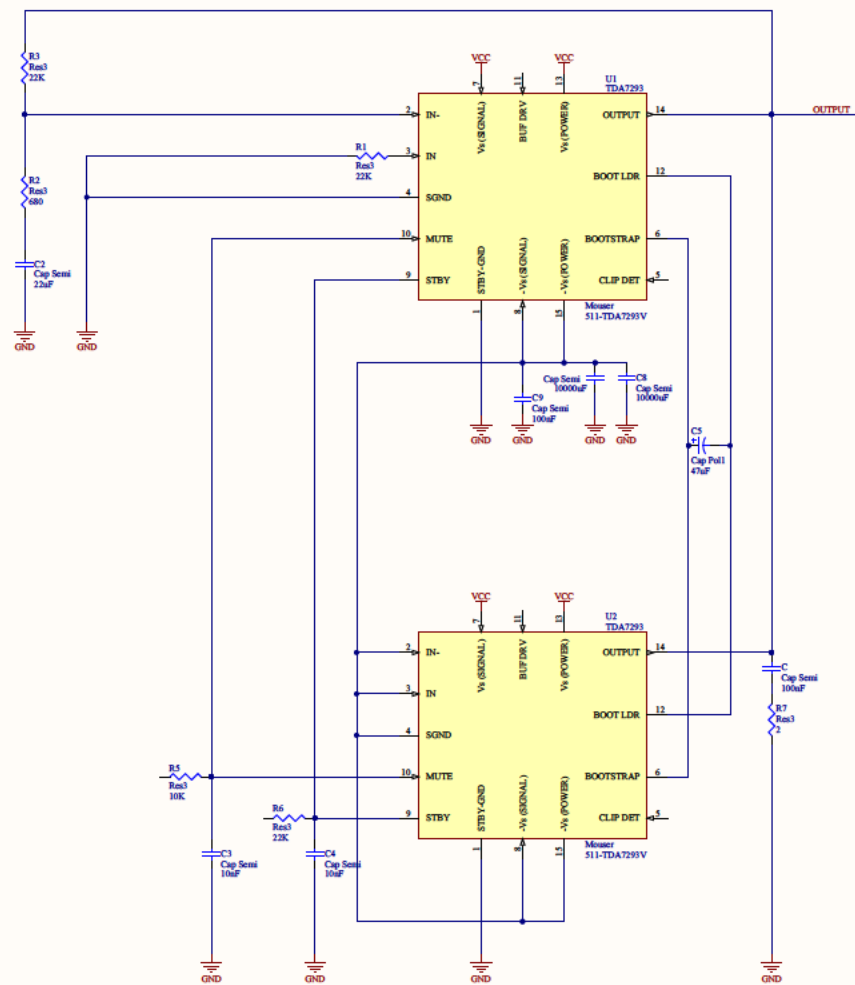 R3
Res3
22K
VCC
VCC
U1
TDA7293
7
11
13
Vs (SIGNAL)
BUF DRV
Vs (POWER)
2
IN-
OUTPUT
14
OUTPUT
R1
Res3
22K
3
IN
BOOT LDR
12
R2
Res3
680
4
SGND
10
MUTE
BOOTSTRAP
6
C2
Cap Semi
22uF
9
STBY
CLIP DET
5
STBY-GND
-Vs (SIGNAL)
-Vs (POWER)
Mouser
511-TDA7293V
1
8
15
GND
GND
Cap Semi
10000uF
C8
Cap Semi
10000uF
C9
Cap Semi
100nF
GND
GND
GND
GND
C5
Cap Pol1
47uF
VCC
VCC
U2
TDA7293
7
11
13
Vs (SIGNAL)
BUF DRV
Vs (POWER)
2
IN-
OUTPUT
14
C
Cap Semi
100nF
3
IN
BOOT LDR
12
R7
Res3
2
4
SGND
R5
Res3
10K
10
MUTE
BOOTSTRAP
6
R6
Res3
22K
9
STBY
CLIP DET
5
STBY-GND
-Vs (SIGNAL)
-Vs (POWER)
Mouser
511-TDA7293V
1
8
15
C3
Cap Semi
10nF
C4
Cap Semi
10nF
GND
GND
GND
GND